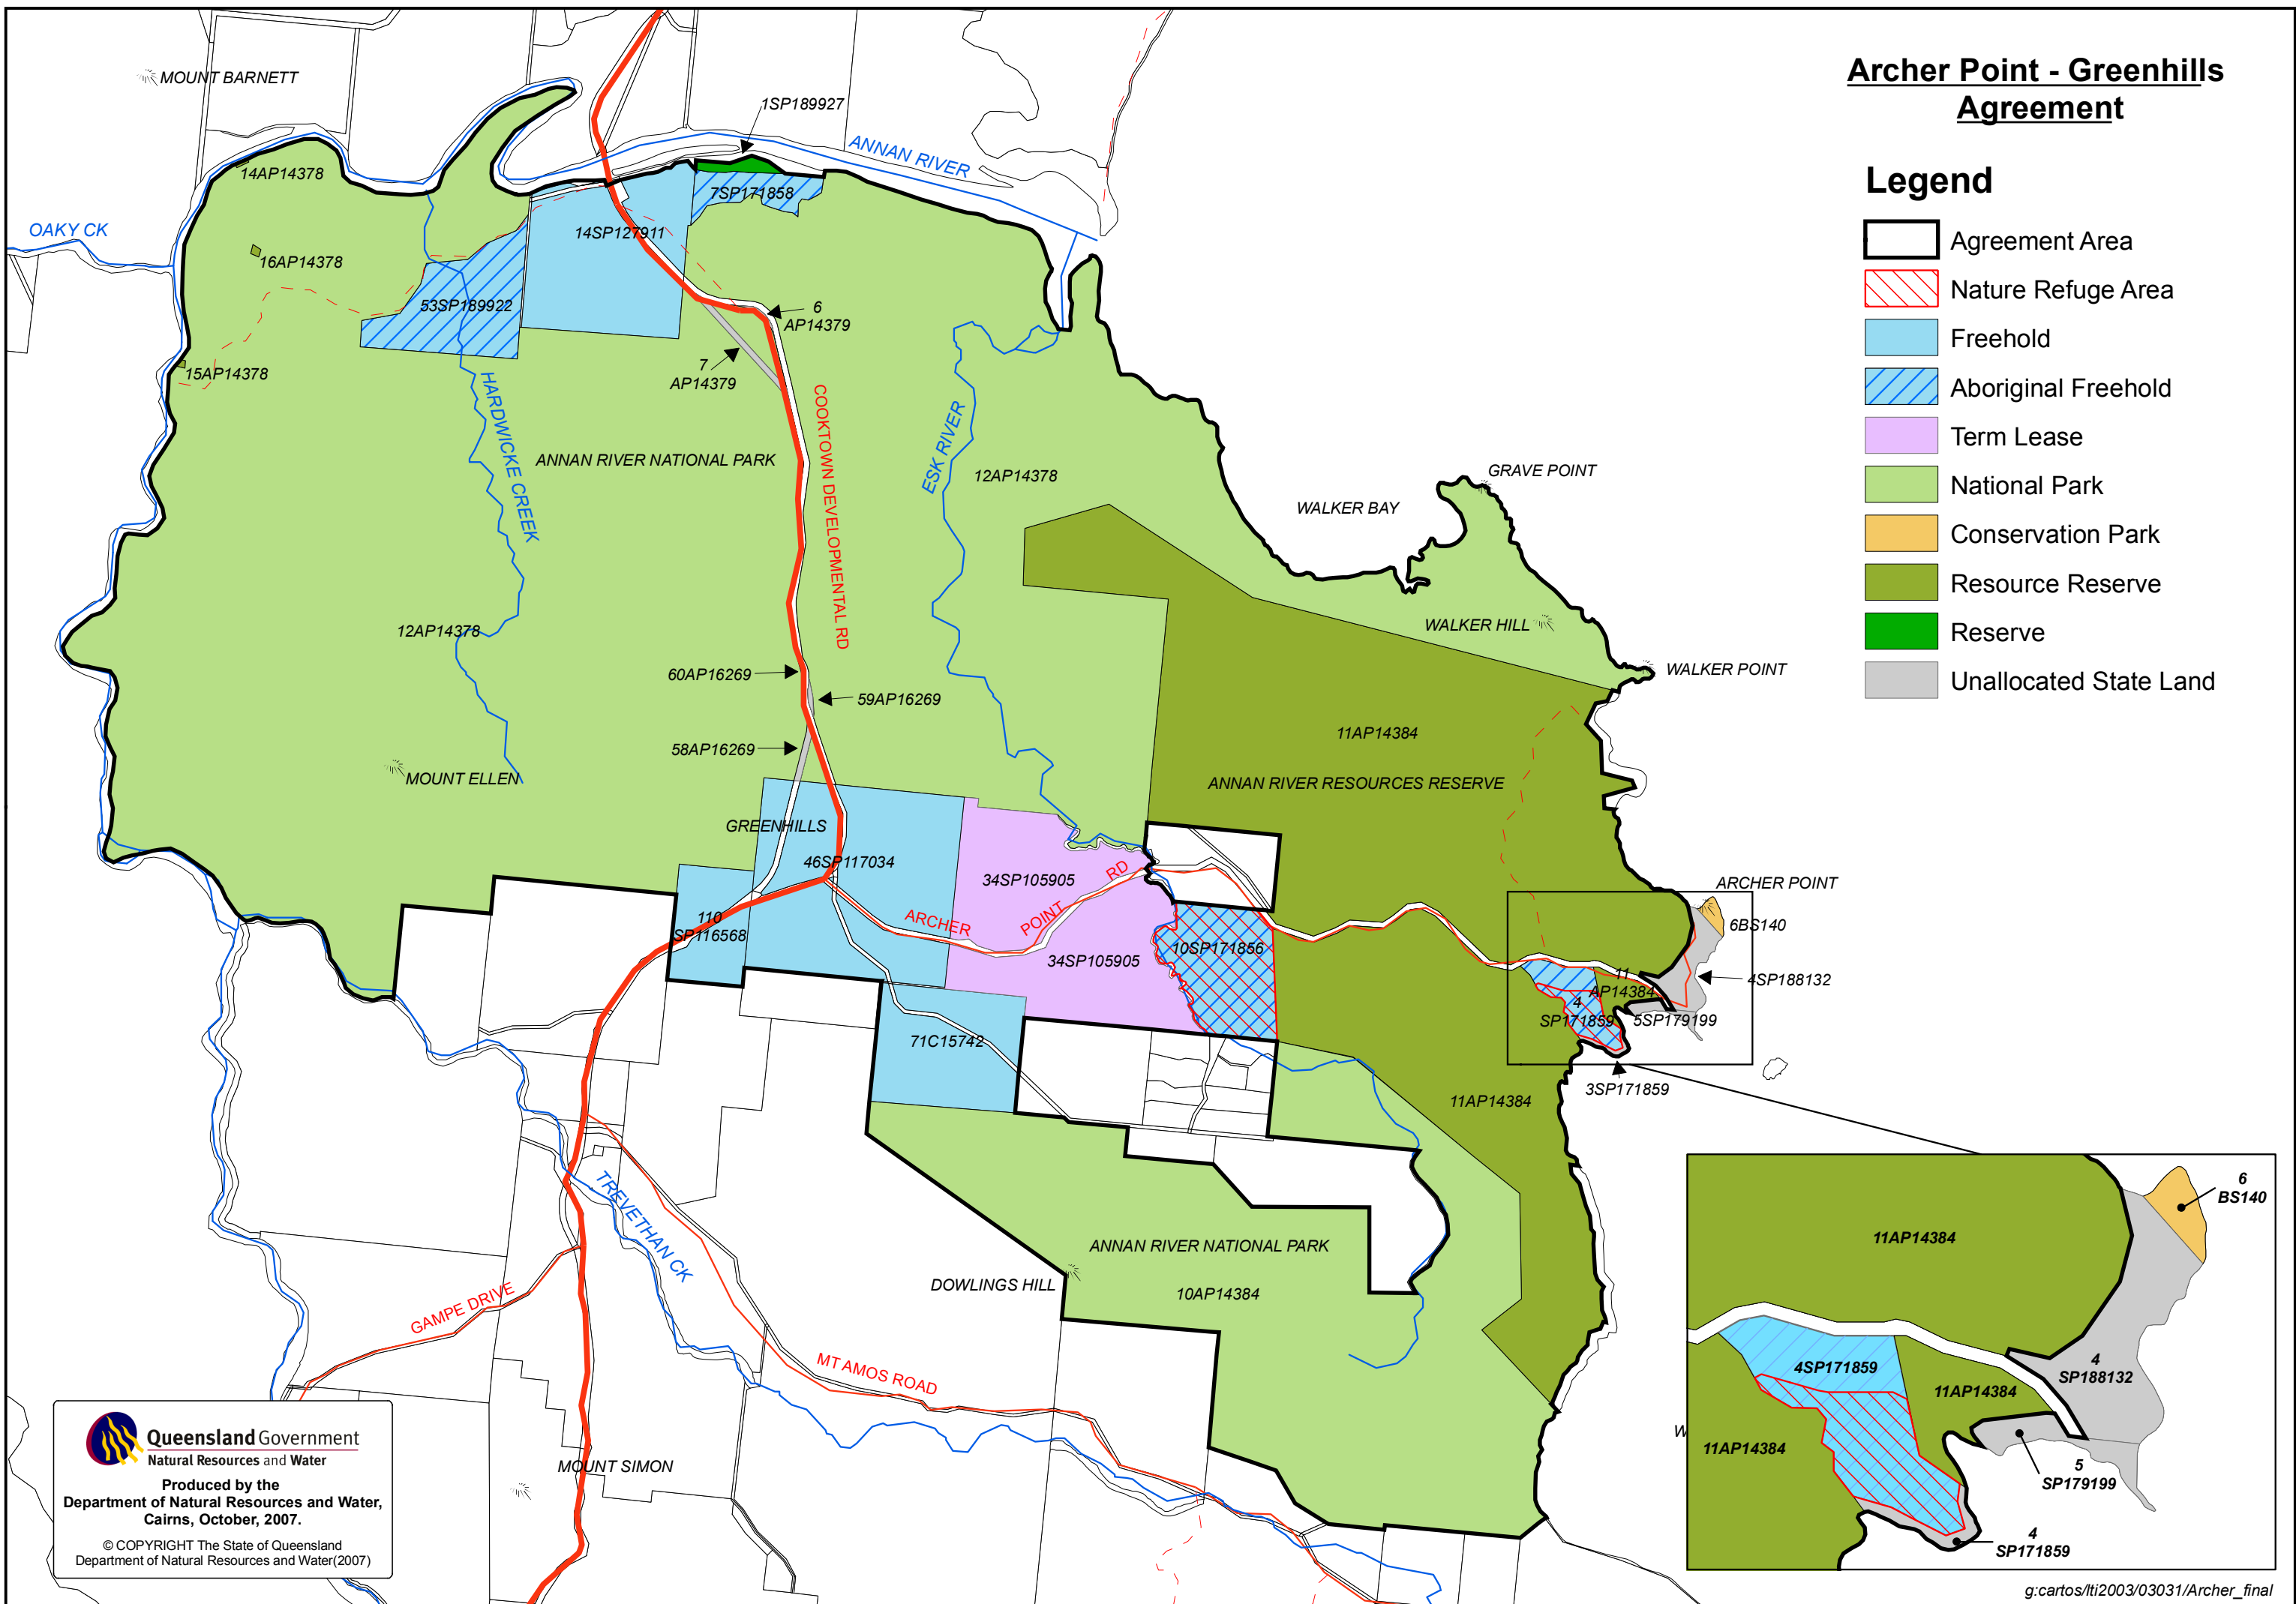 Archer Point - Greenhills
Agreement
Legend
Agreement Area
Nature Refuge Area
Freehold
Aboriginal Freehold
Term Lease
National Park
Conservation Park
Resource Reserve
Reserve
Unallocated State Land
MOUNT BARNETT
1SP189927
ANNAN RIVER
14AP14378
7SP171858
OAKY CK
14SP127911
16AP14378
53SP189922
6
AP14379
7
AP14379
15AP14378
HARDWICKE CREEK
COOKTOWN DEVELOPMENTAL RD
ESK RIVER
ANNAN RIVER NATIONAL PARK
12AP14378
GRAVE POINT
WALKER BAY
12AP14378
WALKER HILL
WALKER POINT
60AP16269
59AP16269
58AP16269
11AP14384
MOUNT ELLEN
ANNAN RIVER RESOURCES RESERVE
GREENHILLS
46SP117034
34SP105905
ARCHER POINT RD
ARCHER POINT
110
SP116568
6BS140
10SP171856
34SP105905
11
AP14384
4SP188132
4
SP171859
5SP179199
71C15742
3SP171859
11AP14384
TREVETHAN CK
ANNAN RIVER NATIONAL PARK
DOWLINGS HILL
10AP14384
GAMPE DRIVE
MT AMOS ROAD
MOUNT SIMON
W
6
BS140
11AP14384
4SP171859
4
SP188132
11AP14384
11AP14384
5
SP179199
4
SP171859
Queensland Government
Natural Resources and Water
Produced by the
Department of Natural Resources and Water,
Cairns, October, 2007.
© COPYRIGHT The State of Queensland
Department of Natural Resources and Water(2007)
g:cartos/lti2003/03031/Archer_final